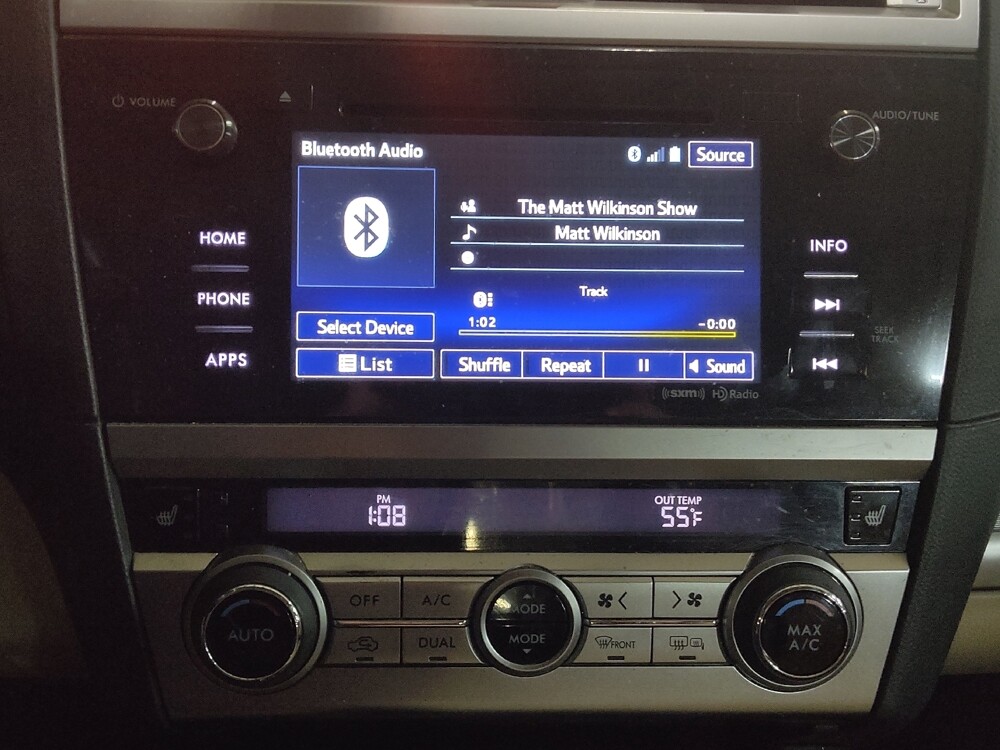 VOLUME
AUDIO/TUNE
Bluetooth Audio
Source
The Matt Wilkinson Show
Matt Wilkinson
Track
1:02
-0:00
Select Device
List
Shuffle
Repeat
Sound
HOME
PHONE
APPS
INFO
SEEK
TRACK
((sxm))
HD Radio
PM
1:08
OUT TEMP
55°F
AUTO
OFF
A/C
MODE
MODE
DUAL
FRONT
MAX
A/C